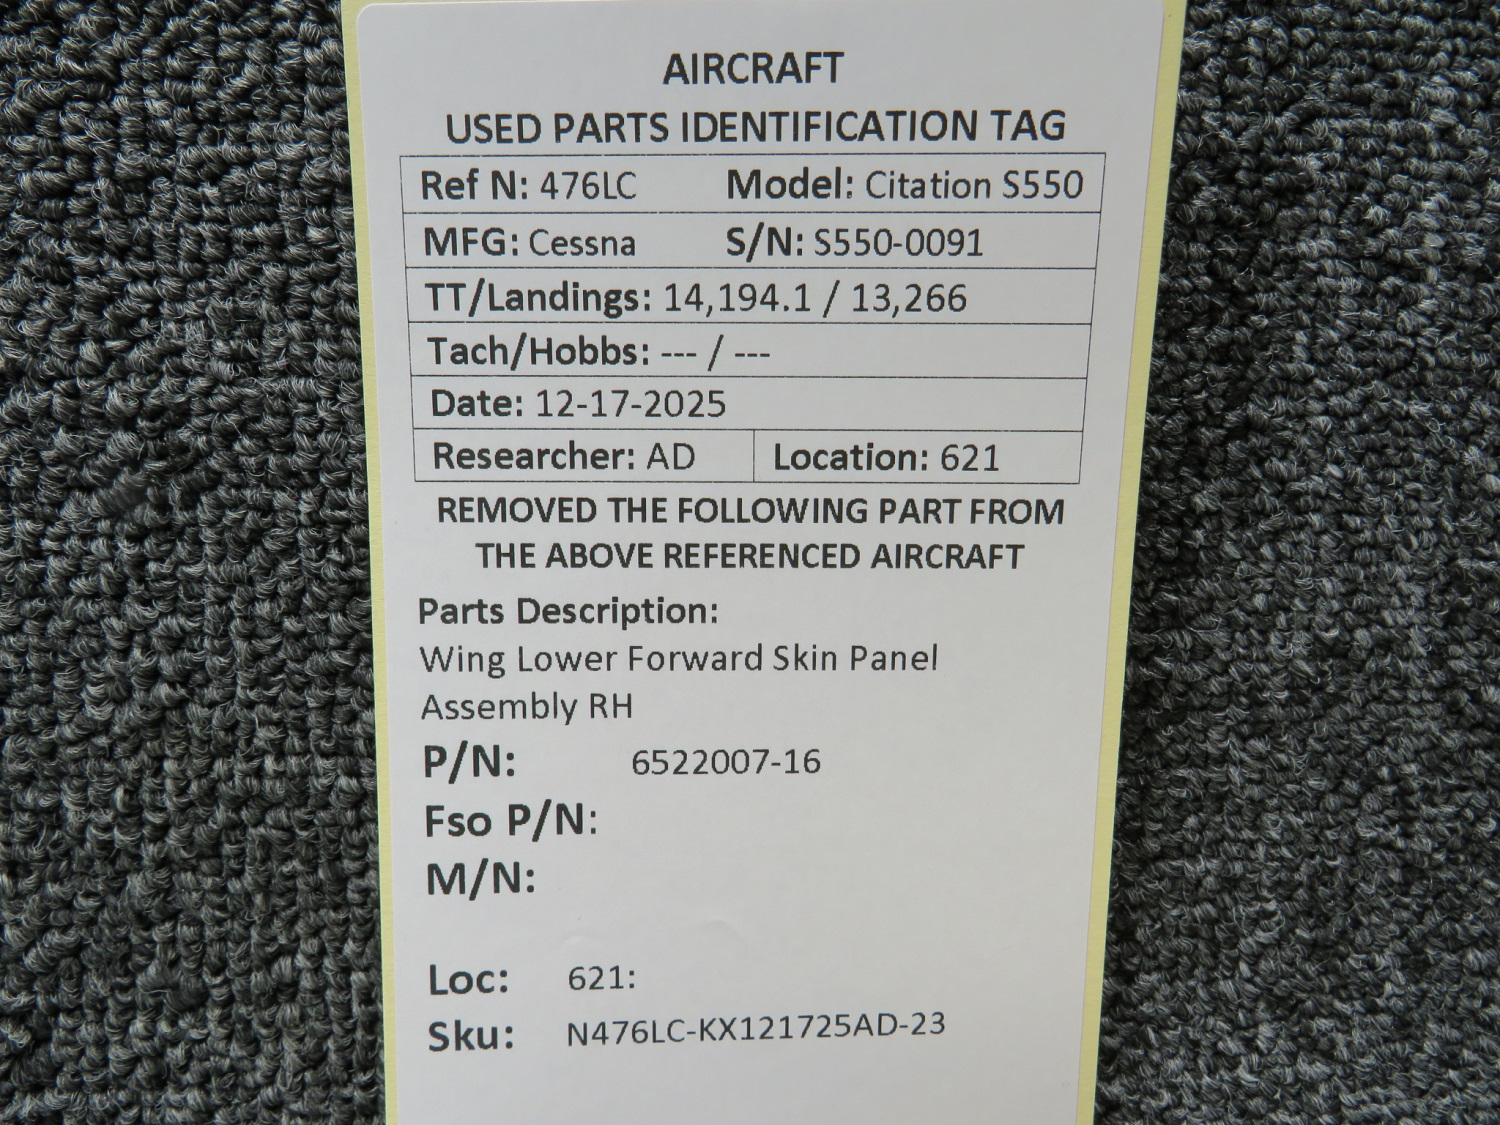 AIRCRAFT
USED PARTS IDENTIFICATION TAG
Ref N: 476LC Model: Citation S550
MFG: Cessna S/N: S550-0091
TT/Landings: 14,194.1 / 13,266
Tach/Hobbs: --- / ---
Date: 12-17-2025
Researcher: AD Location: 621
REMOVED THE FOLLOWING PART FROM
THE ABOVE REFERENCED AIRCRAFT
Parts Description:
Wing Lower Forward Skin Panel
Assembly RH
P/N: 6522007-16
Fso P/N:
M/N:
Loc: 621:
Sku: N476LC-KX121725AD-23